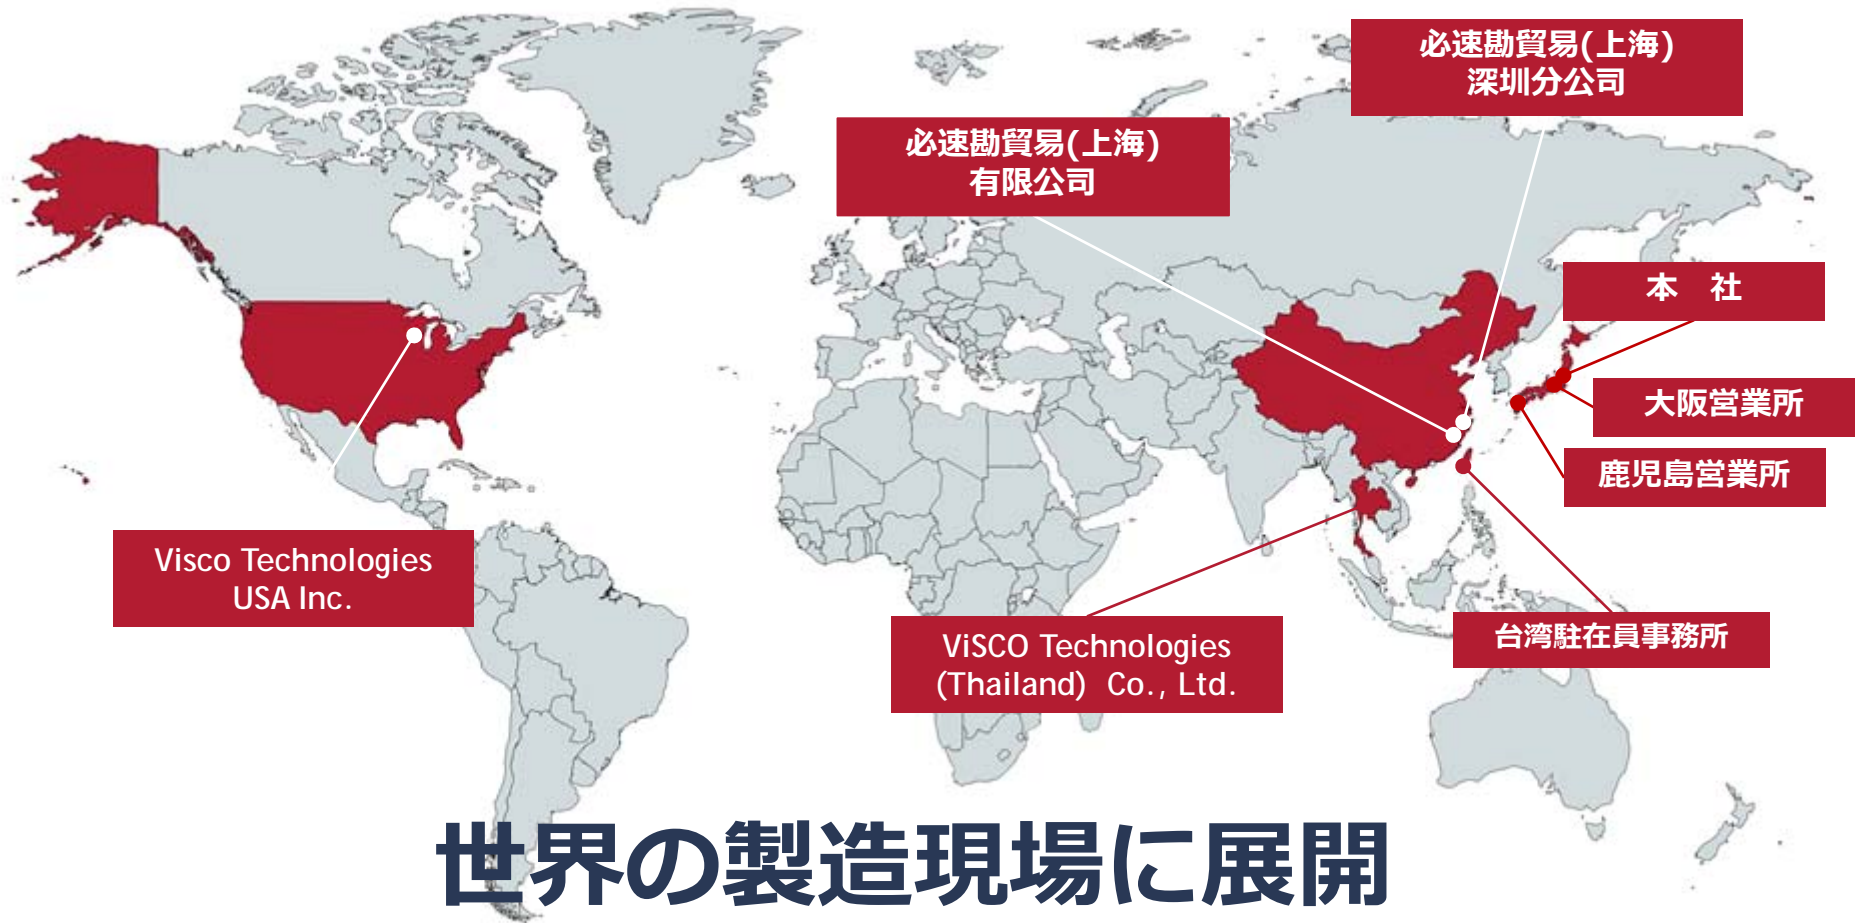 必速勘貿易(上海)
深圳分公司
必速勘貿易(上海)
有限公司
本　社
大阪営業所
鹿児島営業所
Visco Technologies
USA Inc.
ViSCO Technologies
(Thailand) Co., Ltd.
台湾駐在員事務所
世界の製造現場に展開